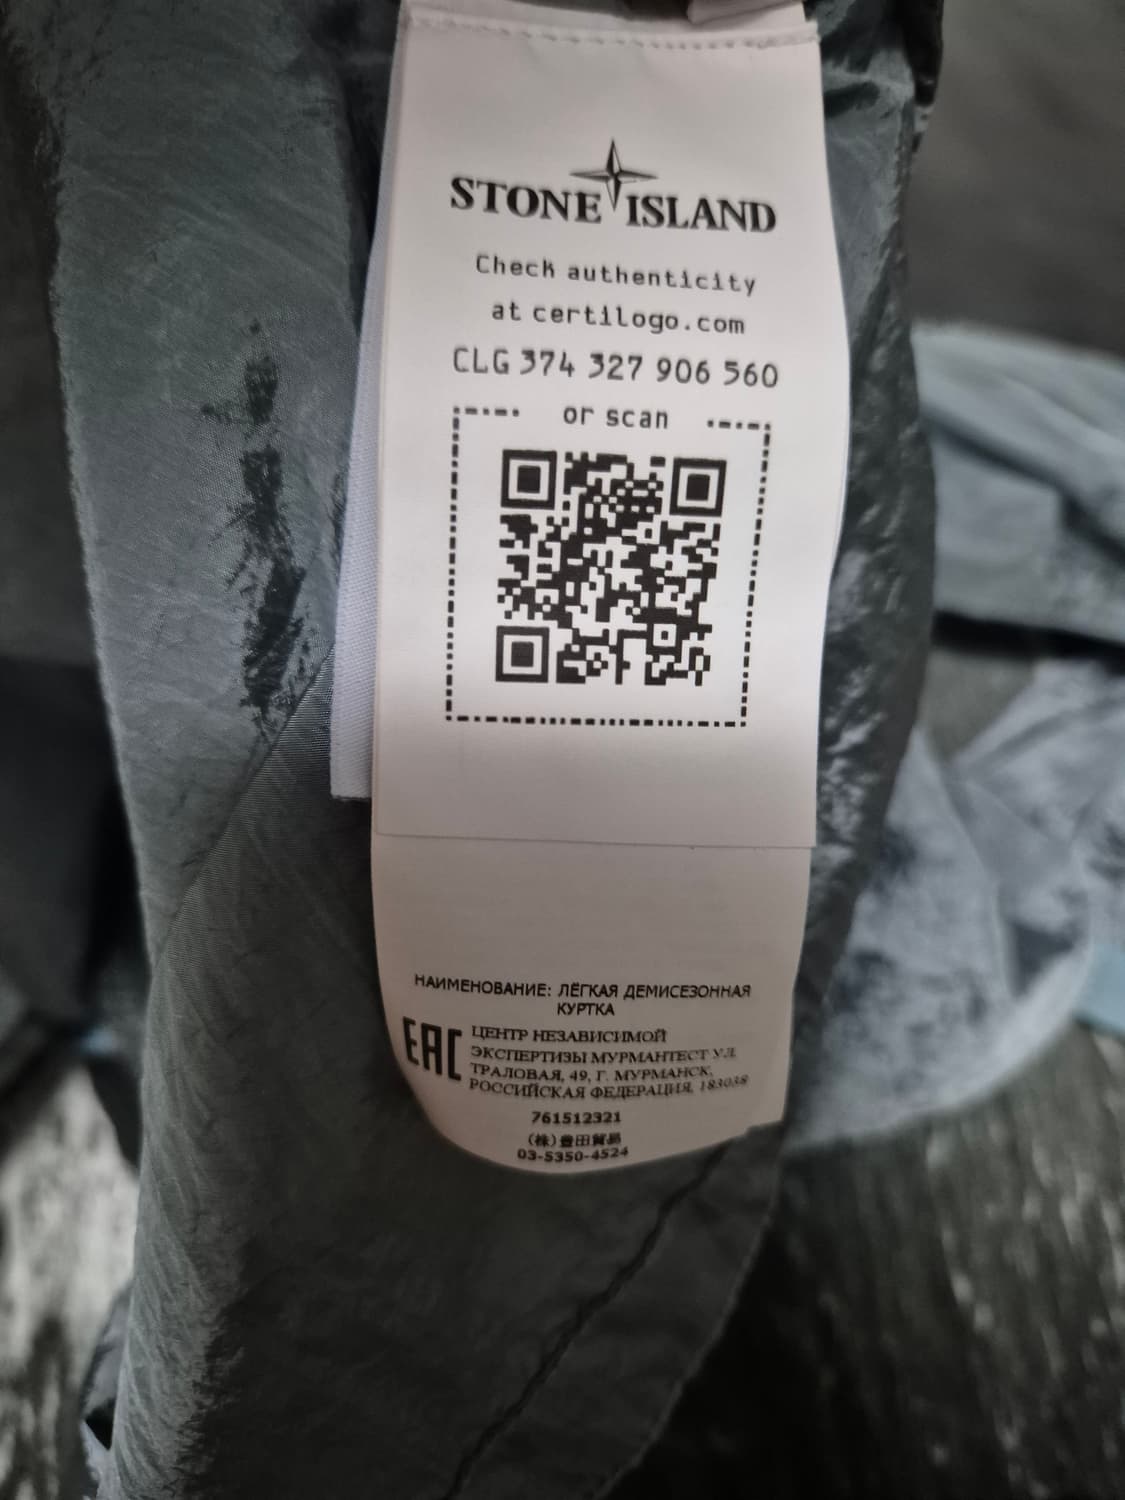 STONE ISLAND
Check authenticity
at certilogo.com
CLG 374 327 906 560
or scan
НАИМЕНОВАНИЕ: ЛЁГКАЯ ДЕМИСЕЗОННАЯ
КУРТКА
EAC
ЦЕНТР НЕЗАВИСИМОЙ
ЭКСПЕРТИЗЫ МУРМАНТЕСТ УЛ.
ТРАЛОВАЯ, 49, Г. МУРМАНСК,
РОССИЙСКАЯ ФЕДЕРАЦИЯ, 183038
761512321
(株)豊田貿易
03-5350-4524